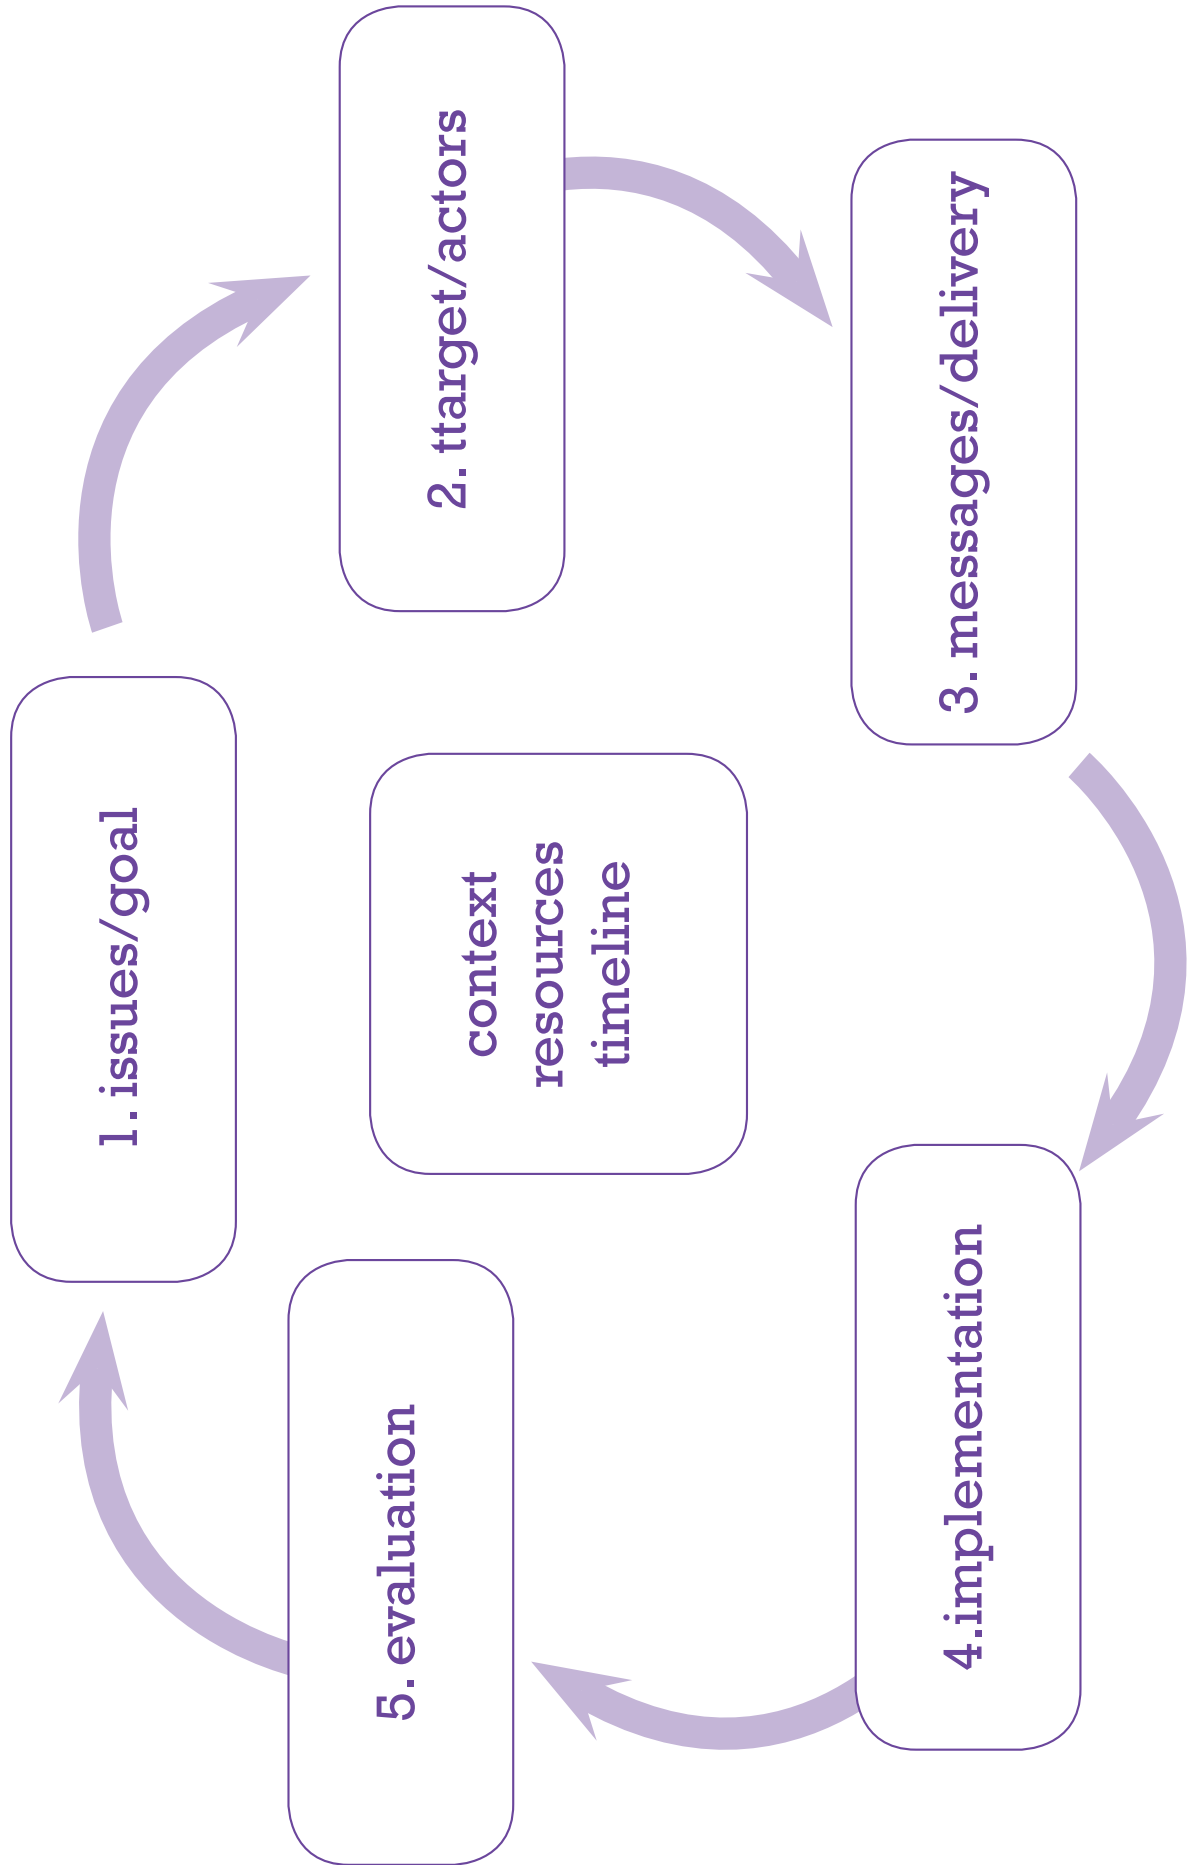 1. issues/goal
2. ttarget/actors
3. messages/delivery
4.implementation
5. evaluation
context
resources
timeline